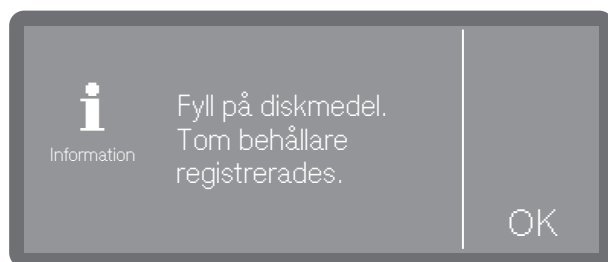 i
Information
Fyll på diskmedel.
Tom behållare
registrerades.
OK